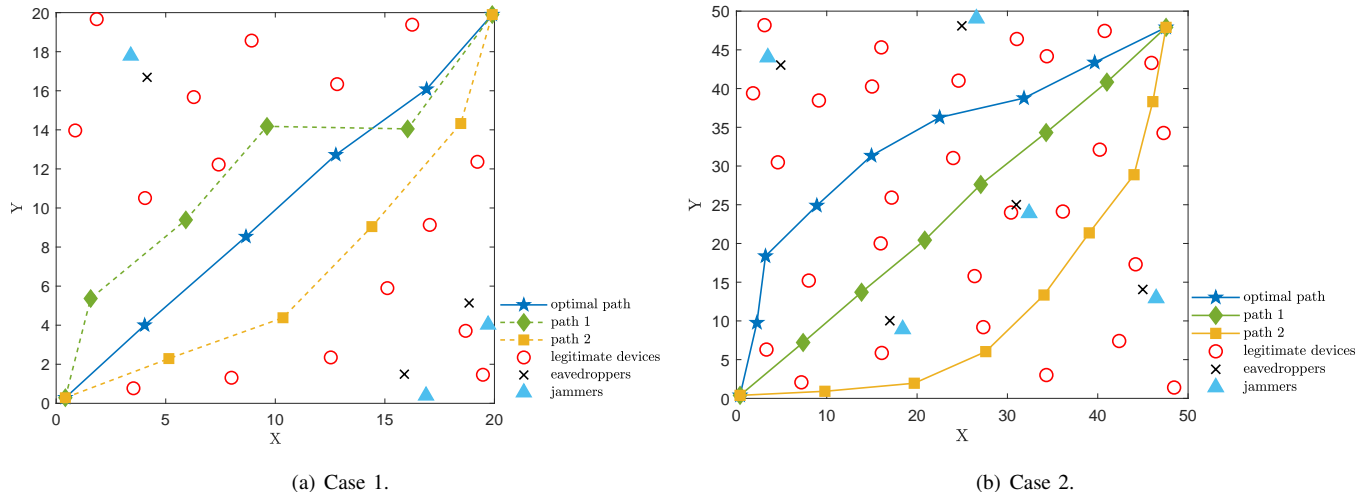 20
18
16
14
12
10
8
6
4
2
0
Y
0 5 10 15 20
X
optimal path
path 1
path 2
legitimate devices
eavedroppers
jammers
(a) Case 1.
50
45
40
35
30
25
20
15
10
5
0
Y
0 10 20 30 40 50
X
optimal path
path 1
path 2
legitimate devices
eavedroppers
jammers
(b) Case 2.